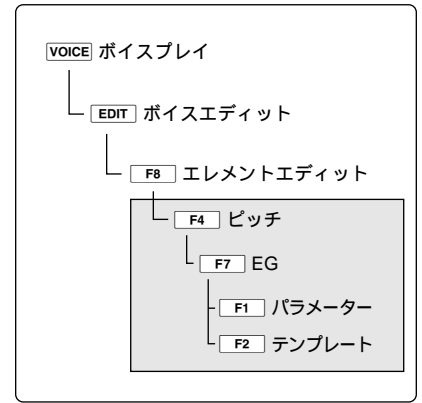 VOICE ボイスプレイ
EDIT ボイスエディット
F8 エレメントエディット
F4 ピッチ
F7 EG
F1 パラメーター
F2 テンプレート